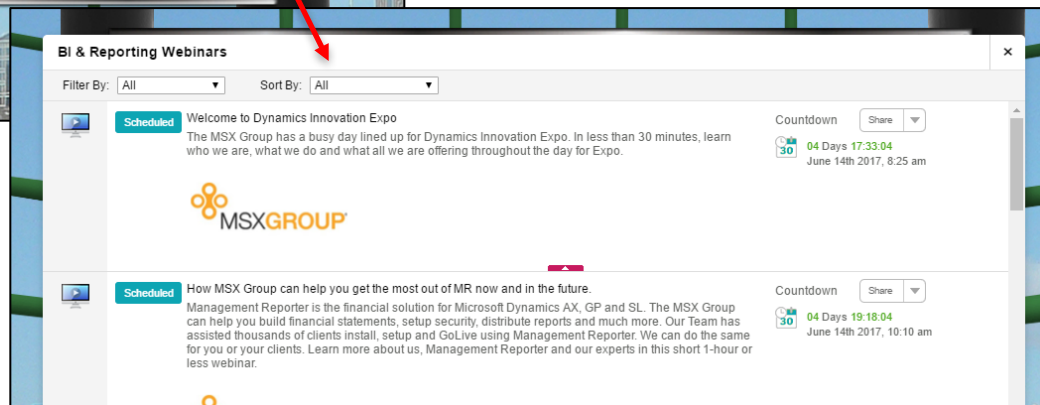 BI & Reporting Webinars ×
Filter By: All Sort By: All
Scheduled Welcome to Dynamics Innovation Expo
The MSX Group has a busy day lined up for Dynamics Innovation Expo. In less than 30 minutes, learn
who we are, what we do and what all we are offering throughout the day for Expo.
Countdown Share
30 04 Days 17:33:04
June 14th 2017, 8:25 am
MSXGROUP
Scheduled How MSX Group can help you get the most out of MR now and in the future.
Management Reporter is the financial solution for Microsoft Dynamics AX, GP and SL. The MSX Group
can help you build financial statements, setup security, distribute reports and much more. Our Team has
assisted thousands of clients install, setup and GoLive using Management Reporter. We can do the same
for you or your clients. Learn more about us, Management Reporter and our experts in this short 1-hour or
less webinar.
Countdown Share
30 04 Days 19:18:04
June 14th 2017, 10:10 am